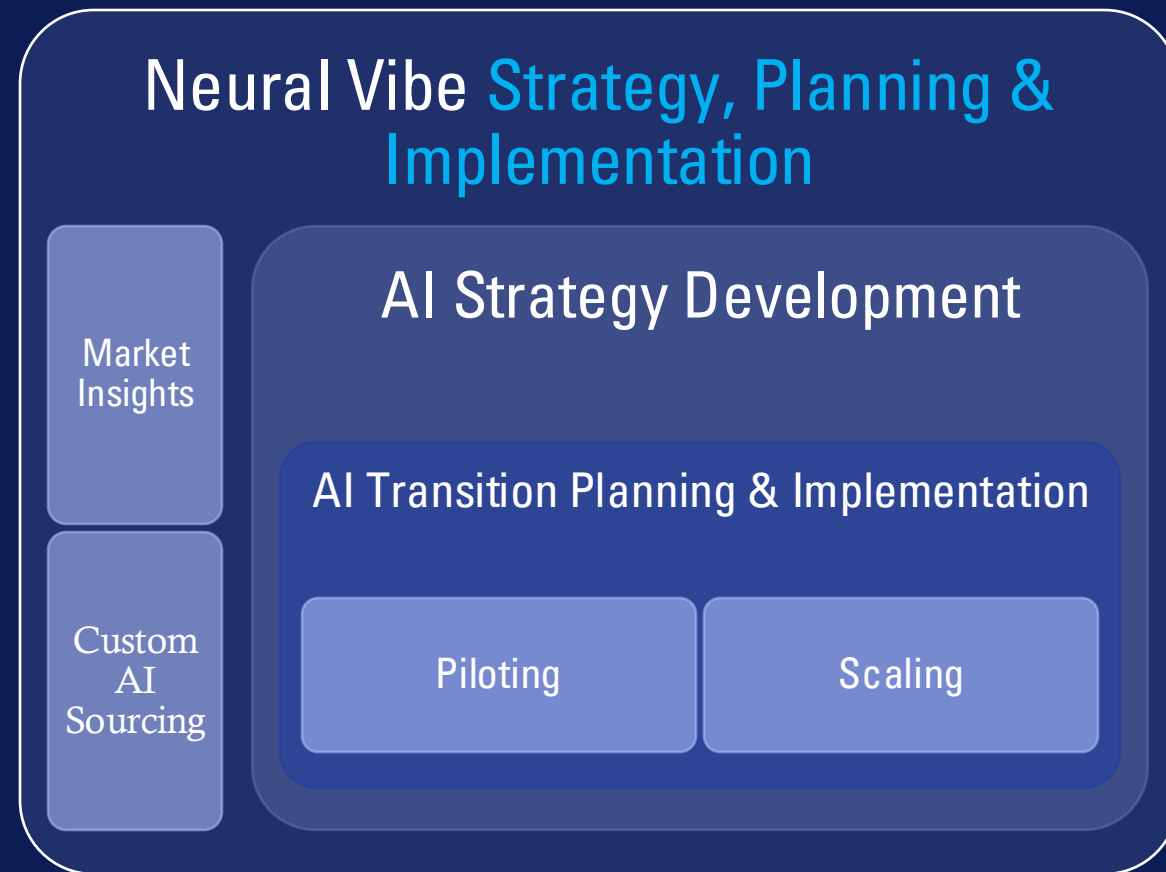 Neural Vibe Strategy, Planning &
Implementation
Market
Insights
Custom
AI
Sourcing
AI Strategy Development
AI Transition Planning & Implementation
Piloting
Scaling